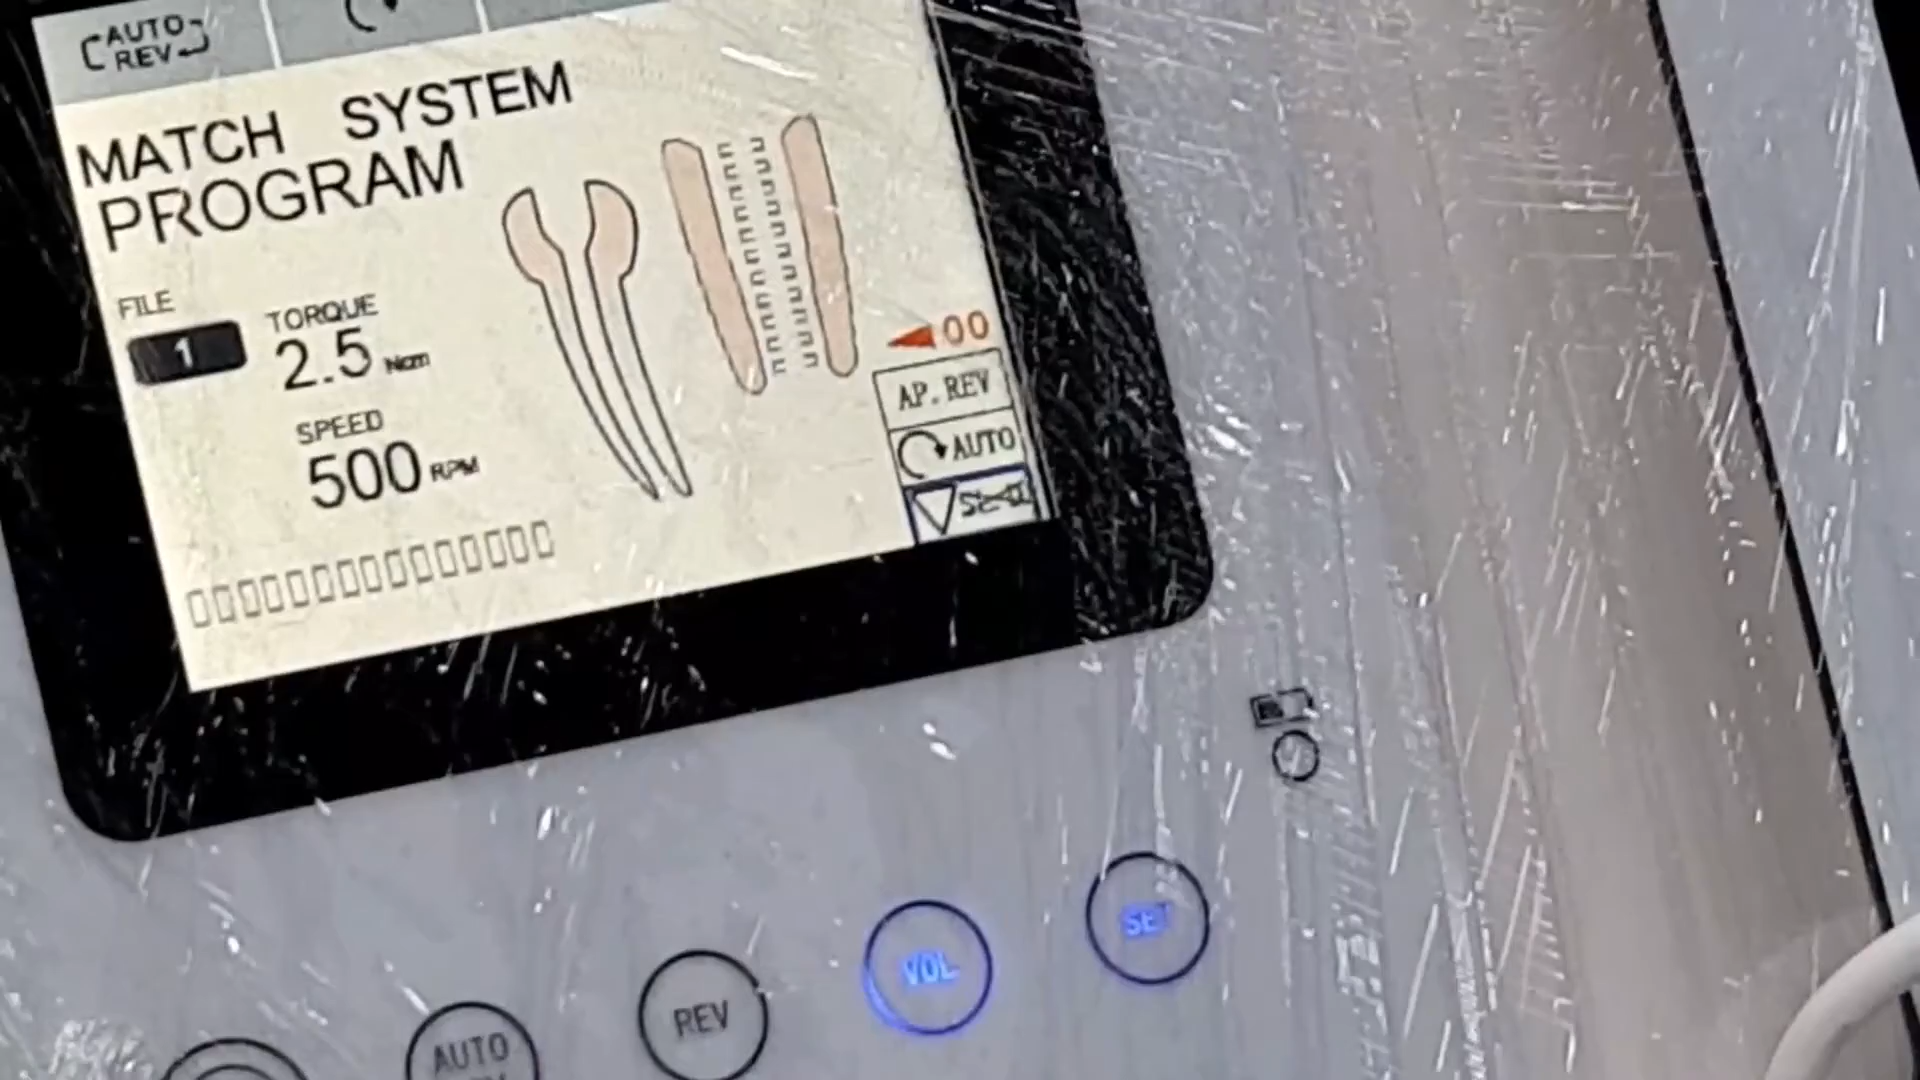 AUTO
REV
MATCH SYSTEM
PROGRAM
FILE
1
TORQUE
2.5 Ncm
SPEED
500 RPM
00
AP.REV
AUTO
AUTO
REV
VOL
SET